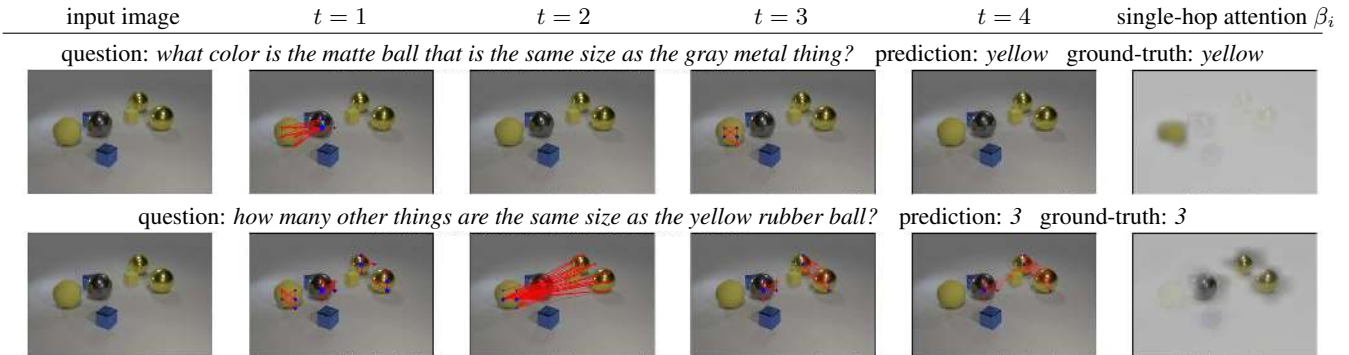 input image t = 1 t = 2 t = 3 t = 4 single-hop attention βi
question: what color is the matte ball that is the same size as the gray metal thing? prediction: yellow ground-truth: yellow
question: how many other things are the same size as the yellow rubber ball? prediction: 3 ground-truth: 3